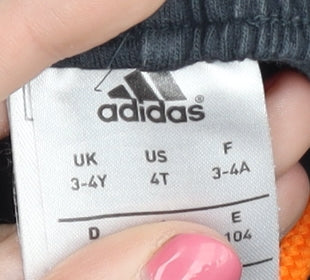 adidas®
UK US F
3-4Y 4T 3-4A
D E
104